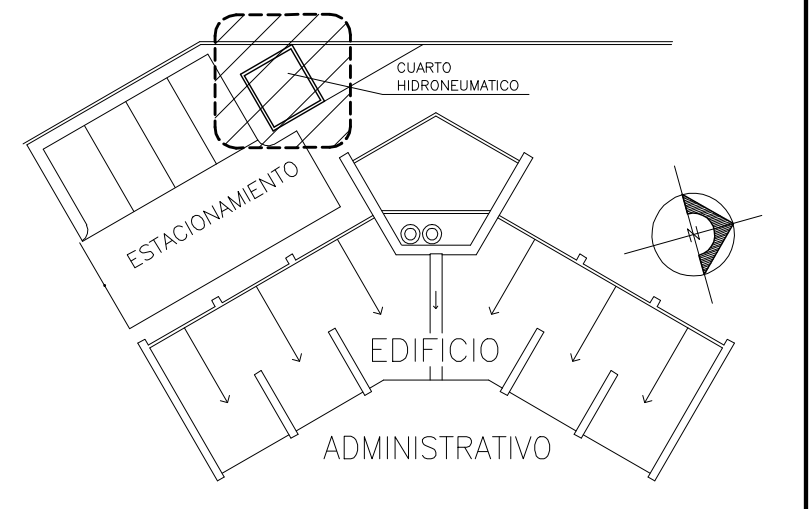 CUARTO
HIDRONEUMATICO
ESTACIONAMIENTO
N
EDIFICIO
ADMINISTRATIVO